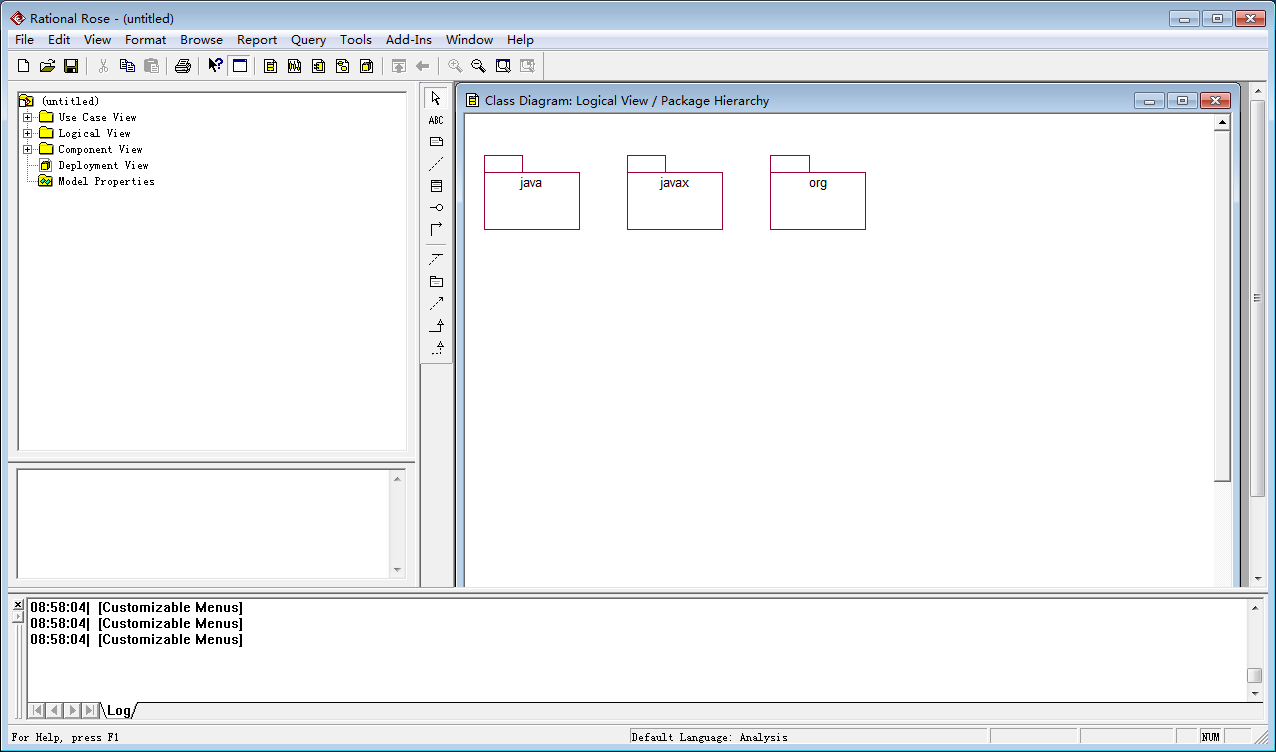 Rational Rose - (untitled)
File Edit View Format Browse Report Query Tools Add-Ins Window Help
(untitled)
Use Case View
Logical View
Component View
Deployment View
Model Properties
ABC
Class Diagram: Logical View / Package Hierarchy
java
javax
org
08:58:04| [Customizable Menus]
08:58:04| [Customizable Menus]
08:58:04| [Customizable Menus]
Log
For Help, press F1
Default Language: Analysis
NUM